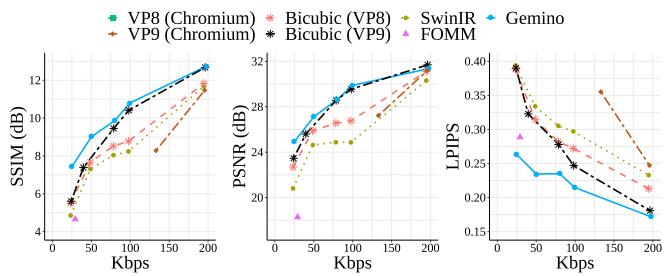 VP8 (Chromium) Bicubic (VP8) SwinIR Gemino
VP9 (Chromium) Bicubic (VP9) FOMM
SSIM (dB)
12
10
8
6
4
0 50 100 150 200
Kbps
PSNR (dB)
32
28
24
20
0 50 100 150 200
Kbps
LPIPS
0.40
0.35
0.30
0.25
0.20
0.15
0 50 100 150 200
Kbps